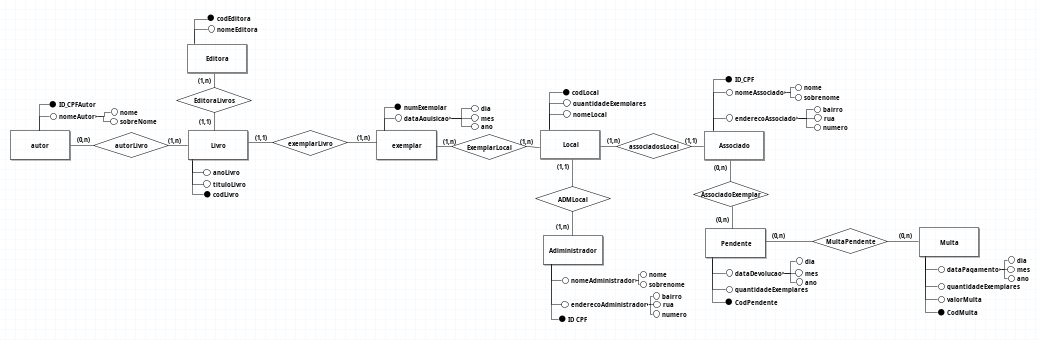 codEditora
nomeEditora
Editora
(1,n)
EditoraLivros
(1,1)
ID_CPFAutor
nomeAutor
nome
sobreNome
autor
(0,n)
autorLivro
(1,n)
Livro
anoLivro
tituloLivro
codLivro
(1,1)
exemplarLivro
(1,n)
numExemplar
dataAquisicao
dia
mes
ano
exemplar
(1,n)
ExemplarLocal
(1,n)
codLocal
quantidadeExemplares
nomeLocal
Local
(1,n)
associadosLocal
(1,1)
ID_CPF
nomeAssociado
nome
sobrenome
enderecoAssociado
bairro
rua
numero
Associado
(1,1)
ADMLocal
(1,n)
Administrador
nomeAdministrador
nome
sobrenome
enderecoAdministrador
bairro
rua
numero
ID CPF
(0,n)
AssociadoExemplar
(0,n)
Pendente
dataDevolucao
dia
mes
ano
quantidadeExemplares
CodPendente
(0,n)
MultaPendente
(0,n)
Multa
dataPagamento
dia
mes
ano
quantidadeExemplares
valorMulta
CodMulta